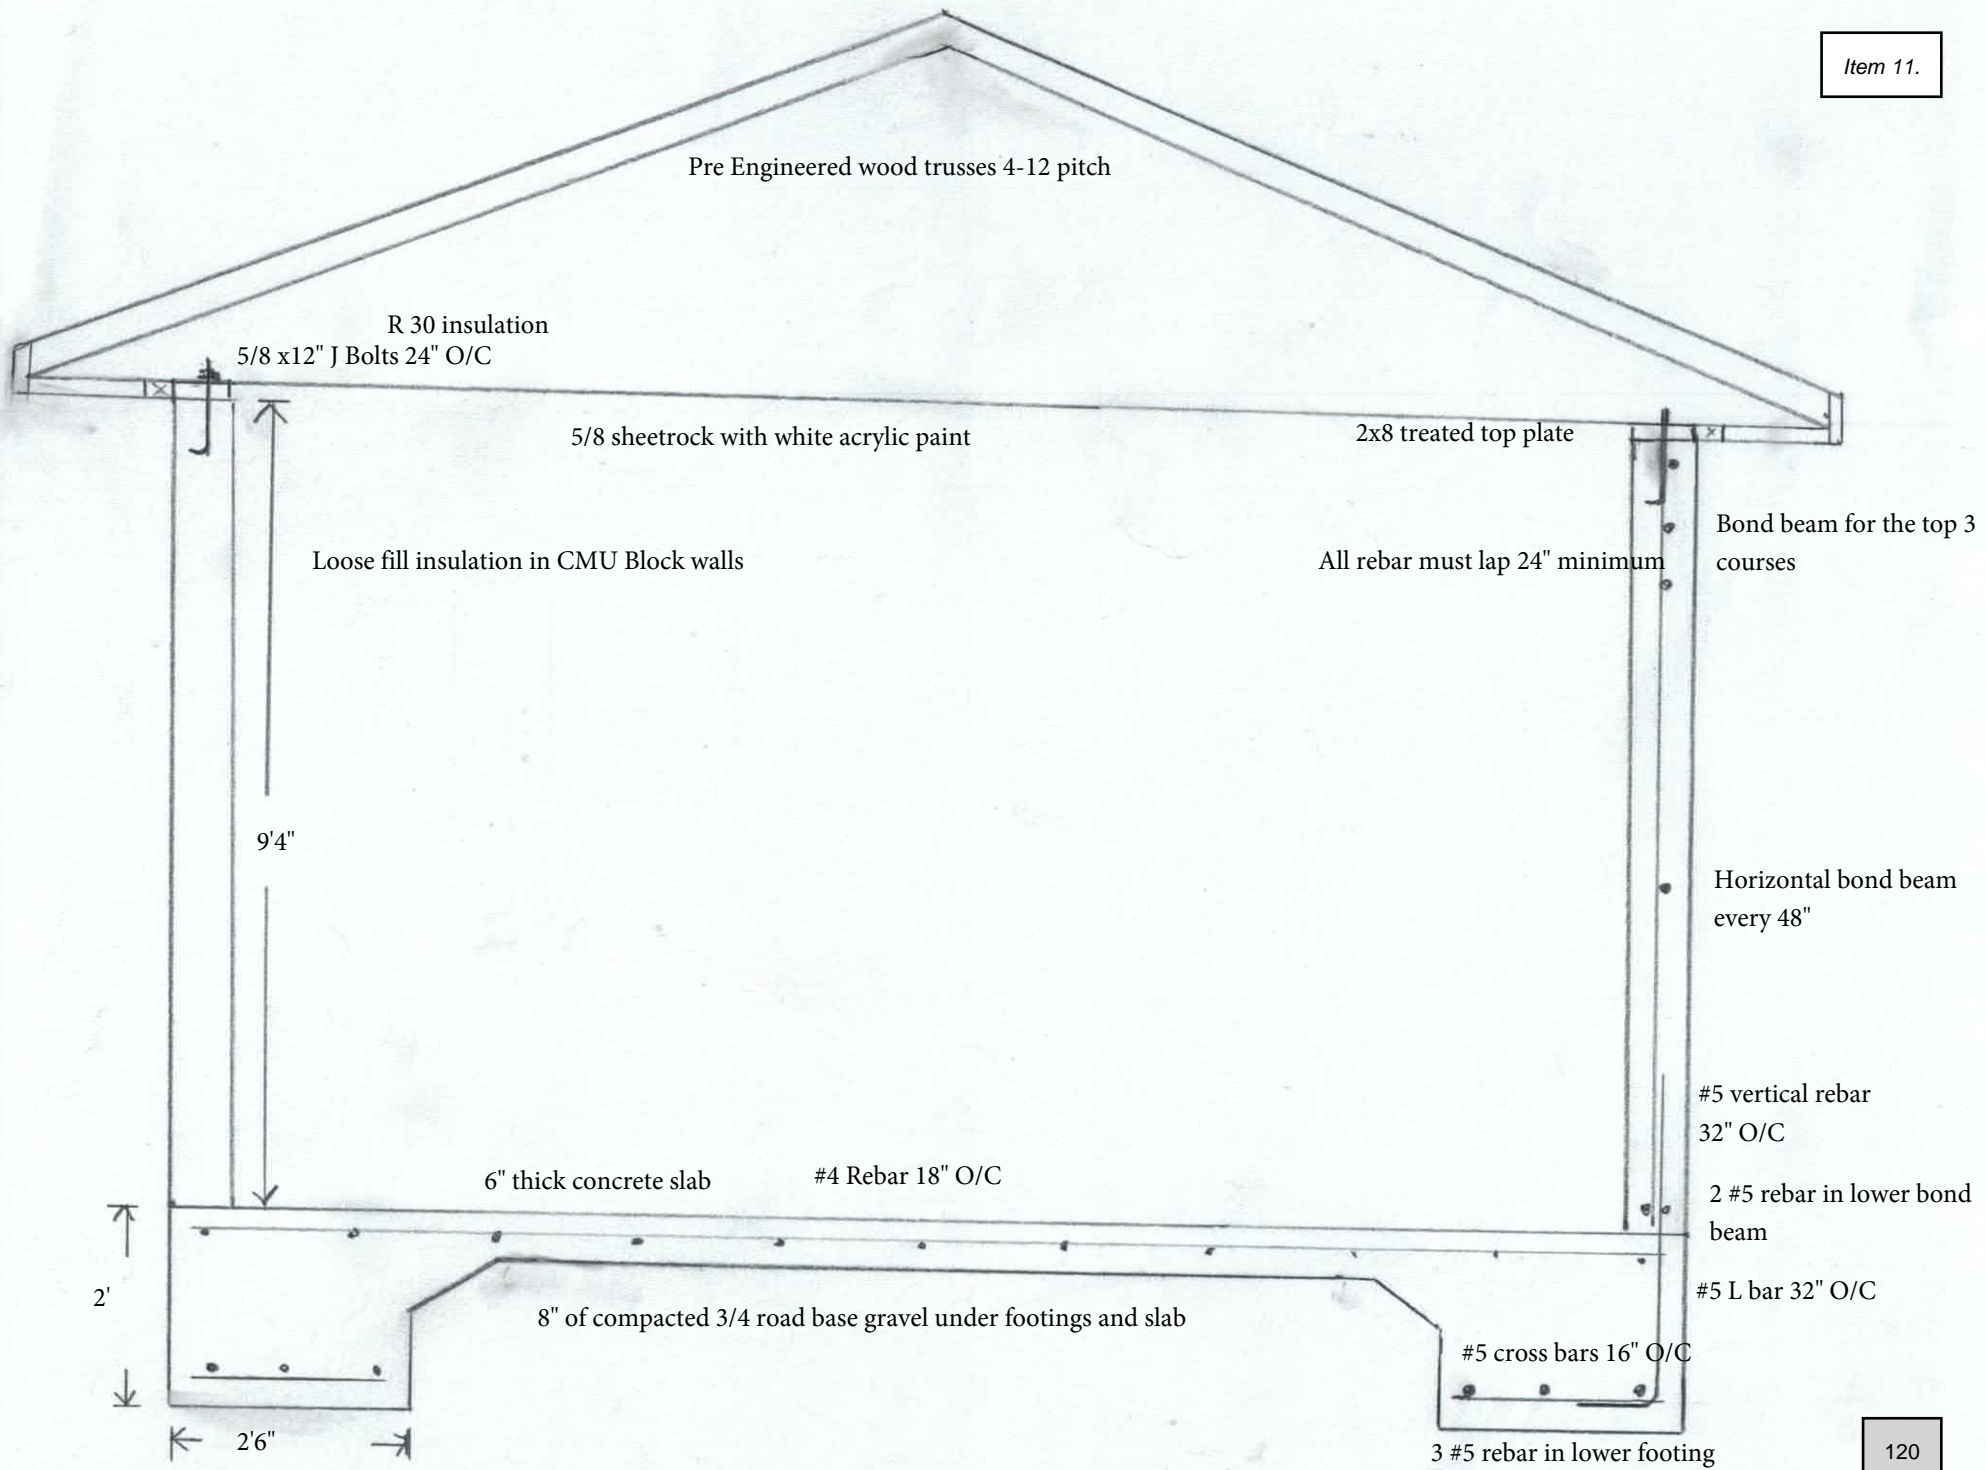 Item 11.
Pre Engineered wood trusses 4-12 pitch
R 30 insulation
5/8 x12" J Bolts 24" O/C
5/8 sheetrock with white acrylic paint
2x8 treated top plate
Bond beam for the top 3
courses
Loose fill insulation in CMU Block walls
All rebar must lap 24" minimum
9'4"
Horizontal bond beam
every 48"
#5 vertical rebar
32" O/C
6" thick concrete slab
#4 Rebar 18" O/C
2 #5 rebar in lower bond
beam
2'
8" of compacted 3/4 road base gravel under footings and slab
#5 L bar 32" O/C
#5 cross bars 16" O/C
2'6"
3 #5 rebar in lower footing
120